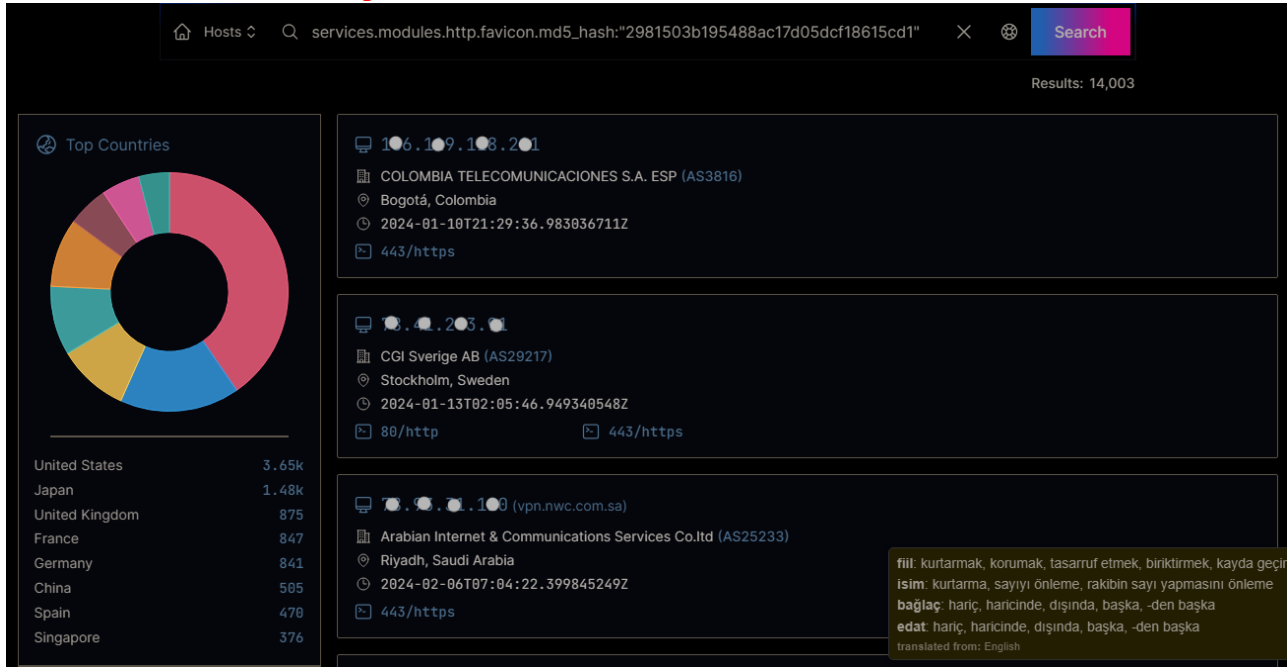 Hosts
services.modules.http.favicon.md5_hash:"2981503b195488ac17d05dcf18615cd1"
Search
Results: 14,003
Top Countries
United States 3.65k
Japan 1.48k
United Kingdom 875
France 847
Germany 841
China 505
Spain 470
Singapore 376
COLOMBIA TELECOMUNICACIONES S.A. ESP (AS3816)
Bogotá, Colombia
2024-01-10T21:29:36.983036711Z
443/https
CGI Sverige AB (AS29217)
Stockholm, Sweden
2024-01-13T02:05:46.949340548Z
80/http 443/https
(vpn.nwc.com.sa)
Arabian Internet & Communications Services Co.ltd (AS25233)
Riyadh, Saudi Arabia
2024-02-06T07:04:22.399845249Z
443/https
fiil: kurtarmak, korumak, tasarruf etmek, biriktirmek, kayda geçir
isim: kurtarma, sayıyı önleme, rakibin sayı yapmasını önleme
bağlaç: hariç, haricinde, dışında, başka, -den başka
edat: hariç, haricinde, dışında, başka, -den başka
translated from: English